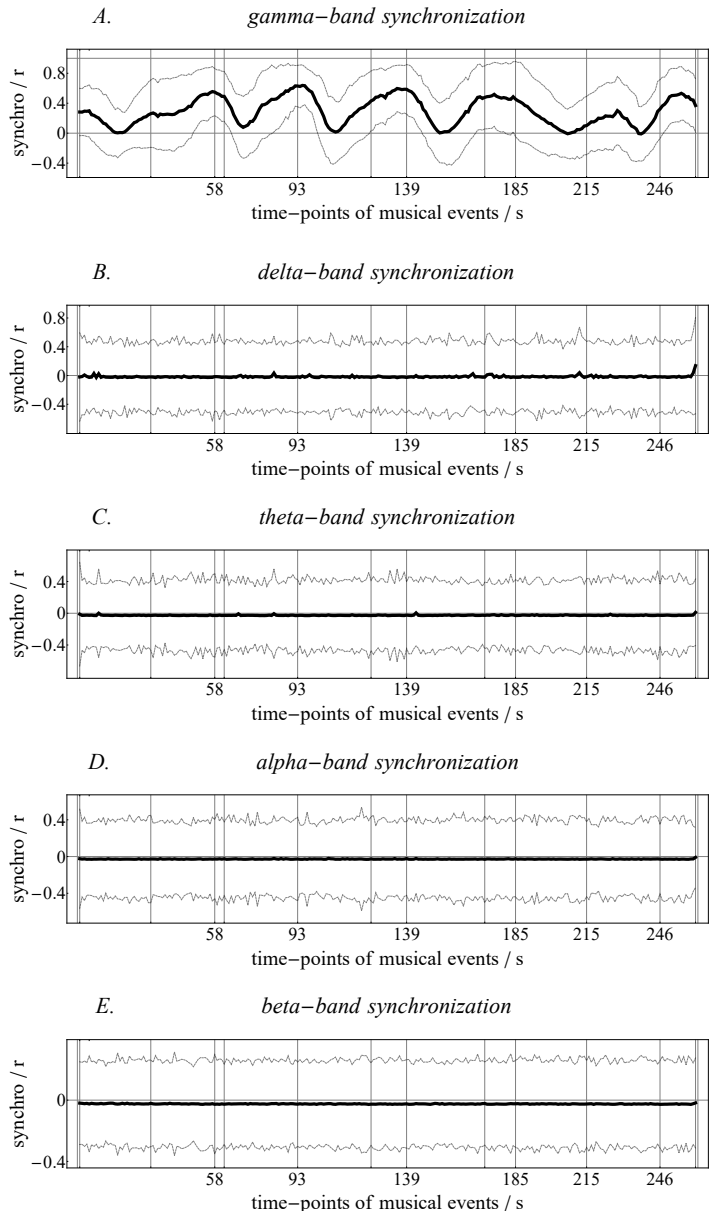 A. gamma−band synchronization
synchro / r
0.8
0.4
0
−0.4
58 93 139 185 215 246
time−points of musical events / s
B. delta−band synchronization
synchro / r
0.8
0.4
0
−0.4
58 93 139 185 215 246
time−points of musical events / s
C. theta−band synchronization
synchro / r
0.4
0
−0.4
58 93 139 185 215 246
time−points of musical events / s
D. alpha−band synchronization
synchro / r
0.4
0
−0.4
58 93 139 185 215 246
time−points of musical events / s
E. beta−band synchronization
synchro / r
0
−0.4
58 93 139 185 215 246
time−points of musical events / s